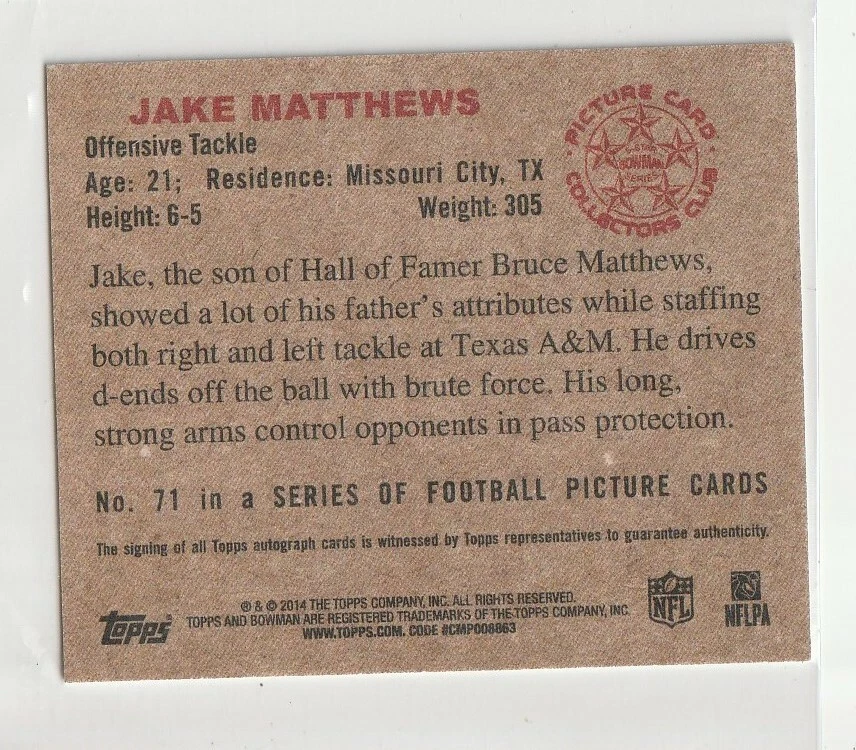 JAKE MATTHEWS
Offensive Tackle
Age: 21; Residence: Missouri City, TX
Height: 6-5 Weight: 305
PICTURE CARD
BOWMAN
SERIES
COLLECTORS CLUB
Jake, the son of Hall of Famer Bruce Matthews,
showed a lot of his father's attributes while staffing
both right and left tackle at Texas A&M. He drives
d-ends off the ball with brute force. His long,
strong arms control opponents in pass protection.
No. 71 in a SERIES OF FOOTBALL PICTURE CARDS
The signing of all Topps autograph cards is witnessed by Topps representatives to guarantee authenticity.
Topps
® & © 2014 THE TOPPS COMPANY, INC. ALL RIGHTS RESERVED.
TOPPS AND BOWMAN ARE REGISTERED TRADEMARKS OF THE TOPPS COMPANY, INC.
WWW.TOPPS.COM. CODE #CMP008863
NFL
NFLPA